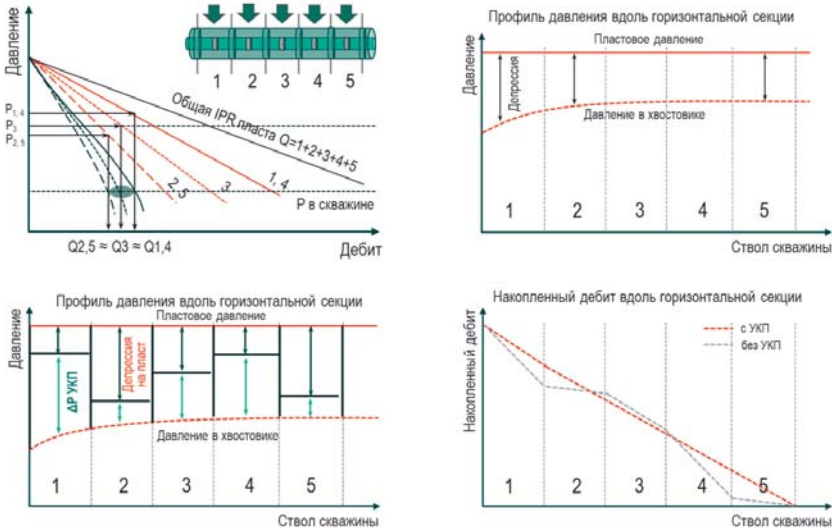 Давление
1 2 3 4 5
P1,4
P3
P2,5
Общая IPR пласта Q=1+2+3+4+5
2, 5
3
1, 4
P в скважине
Q2,5 ≈ Q3 ≈ Q1,4
Дебит
Профиль давления вдоль горизонтальной секции
Давление
Пластовое давление
Депрессия
Давление в хвостовике
1 2 3 4 5
Ствол скважины
Профиль давления вдоль горизонтальной секции
Давление
Пластовое давление
ΔP УКП
Депрессия
на пласт
Давление в хвостовике
1 2 3 4 5
Ствол скважины
Накопленный дебит вдоль горизонтальной секции
Накопленный дебит
с УКП
без УКП
1 2 3 4 5
Ствол скважины